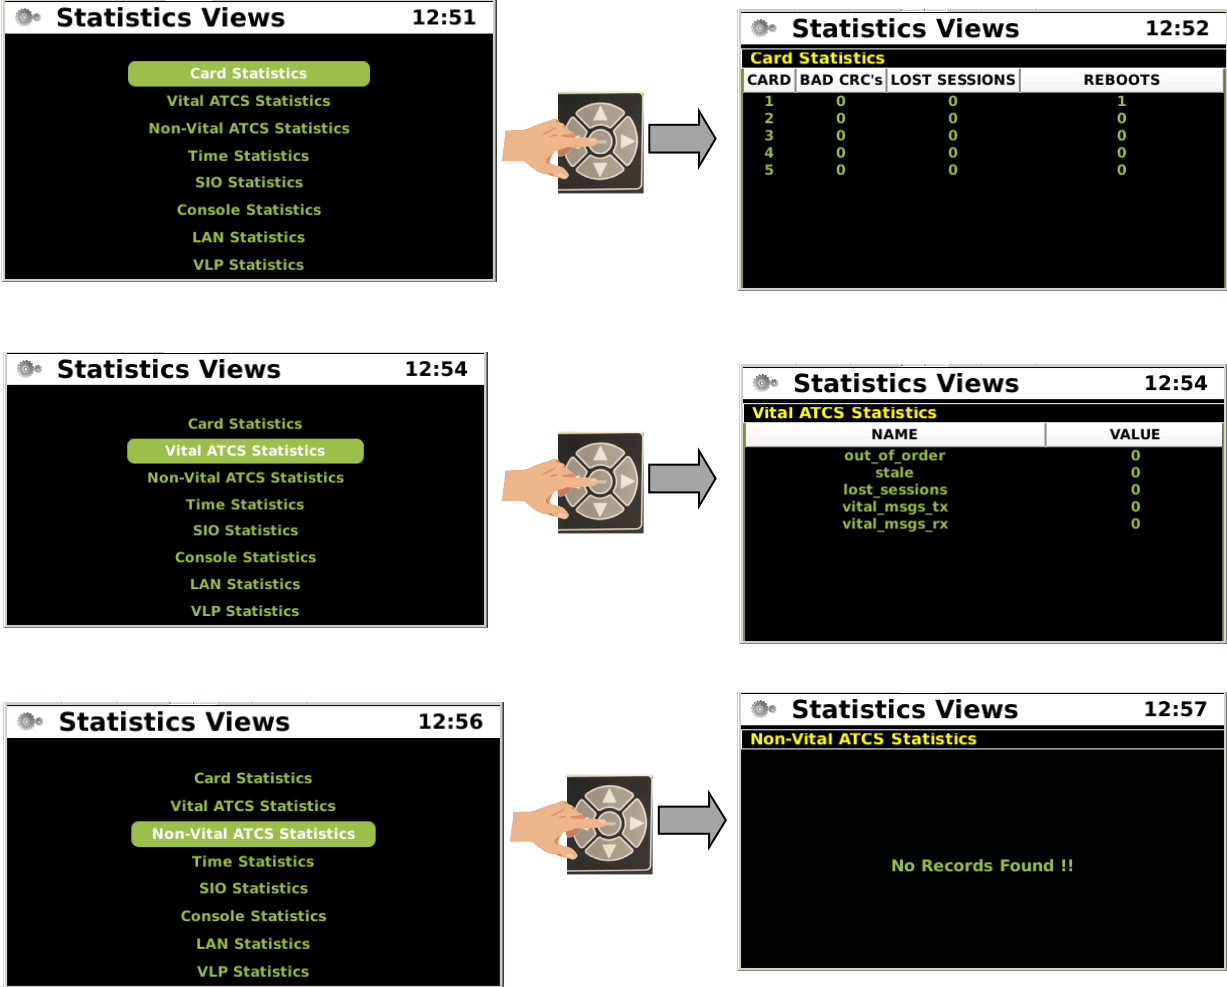 Statistics Views 12:51
Card Statistics
Vital ATCS Statistics
Non-Vital ATCS Statistics
Time Statistics
SIO Statistics
Console Statistics
LAN Statistics
VLP Statistics
Statistics Views 12:52
Card Statistics
CARD BAD CRC's LOST SESSIONS REBOOTS
1 0 0 1
2 0 0 0
3 0 0 0
4 0 0 0
5 0 0 0
Statistics Views 12:54
Card Statistics
Vital ATCS Statistics
Non-Vital ATCS Statistics
Time Statistics
SIO Statistics
Console Statistics
LAN Statistics
VLP Statistics
Statistics Views 12:54
Vital ATCS Statistics
NAME VALUE
out_of_order 0
stale 0
lost_sessions 0
vital_msgs_tx 0
vital_msgs_rx 0
Statistics Views 12:56
Card Statistics
Vital ATCS Statistics
Non-Vital ATCS Statistics
Time Statistics
SIO Statistics
Console Statistics
LAN Statistics
VLP Statistics
Statistics Views 12:57
Non-Vital ATCS Statistics
No Records Found !!